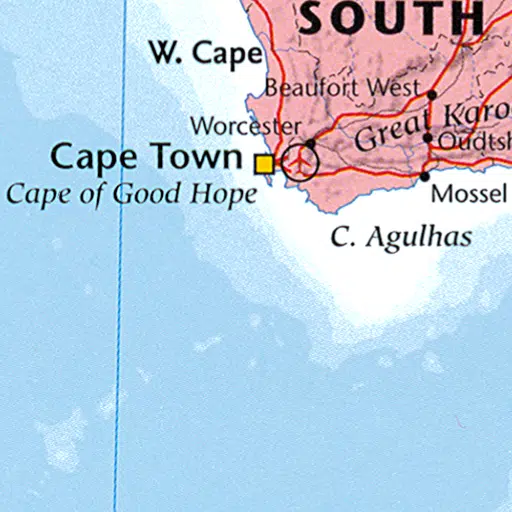 SOUTH
W. Cape
Beaufort West
Worcester
Great Karo
Oudtsh
Cape Town
Cape of Good Hope
Mossel
C. Agulhas